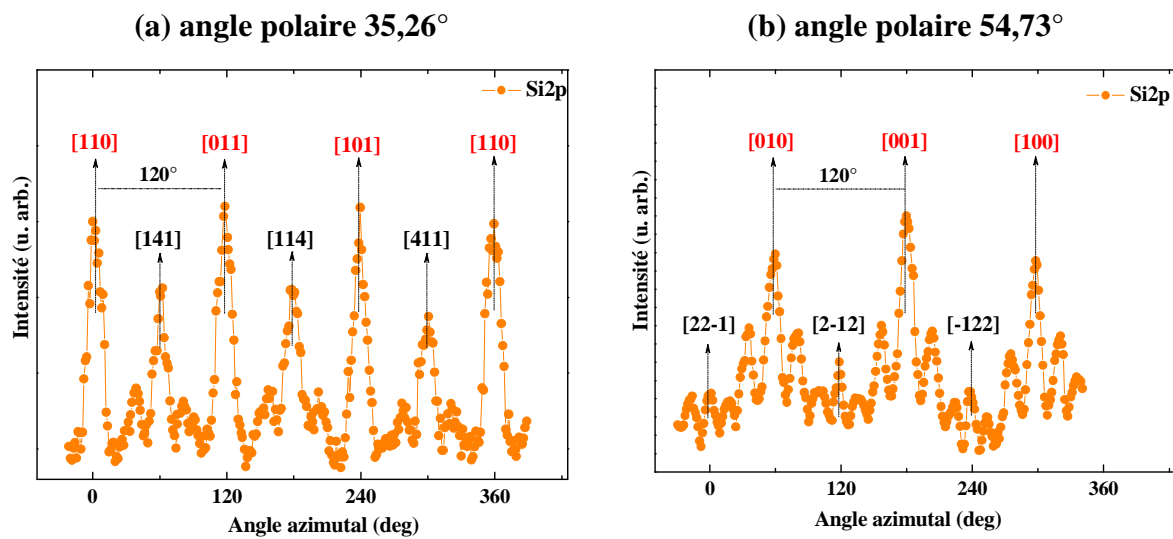 (a) angle polaire 35,26°
Si2p
[110]
[011]
[101]
[110]
120°
[141]
[114]
[411]
Intensité (u. arb.)
0
120
240
360
Angle azimutal (deg)
(b) angle polaire 54,73°
Si2p
[010]
[001]
[100]
120°
[22-1]
[2-12]
[-122]
Intensité (u. arb.)
0
120
240
360
Angle azimutal (deg)